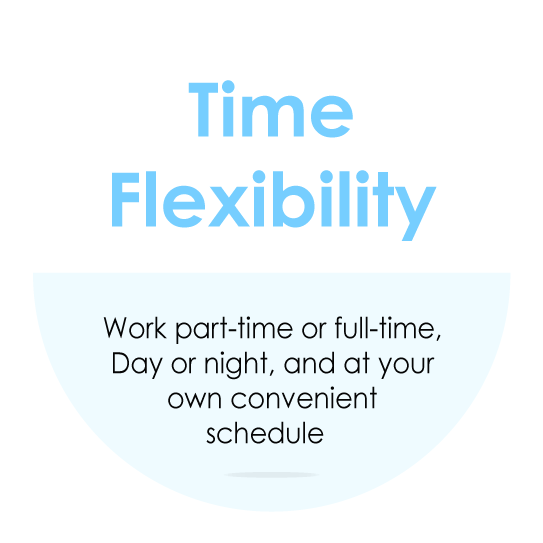 Time
Flexibility
Work part-time or full-time,
Day or night, and at your
own convenient
schedule